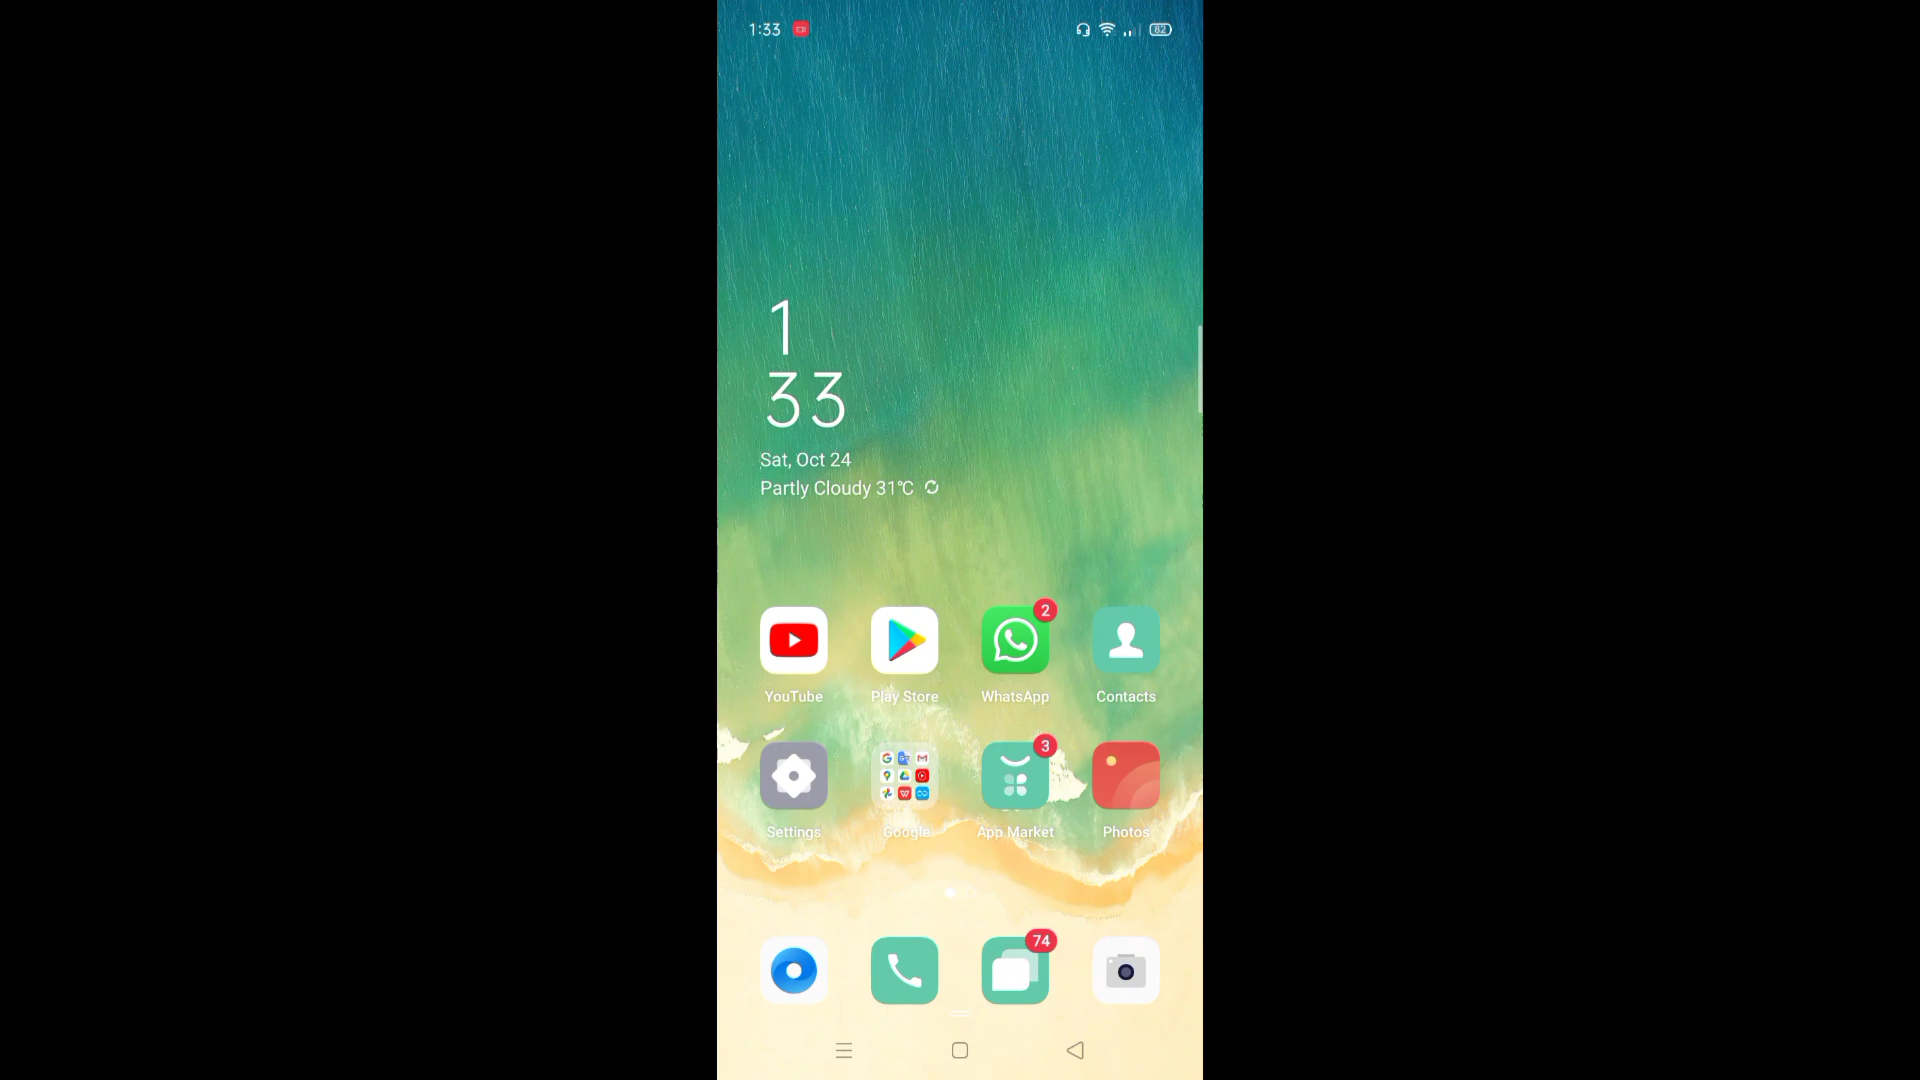 1:33
82
1
33
Sat, Oct 24
Partly Cloudy 31℃
2
YouTube
Play Store
WhatsApp
Contacts
3
Settings
Google
App Market
Photos
74